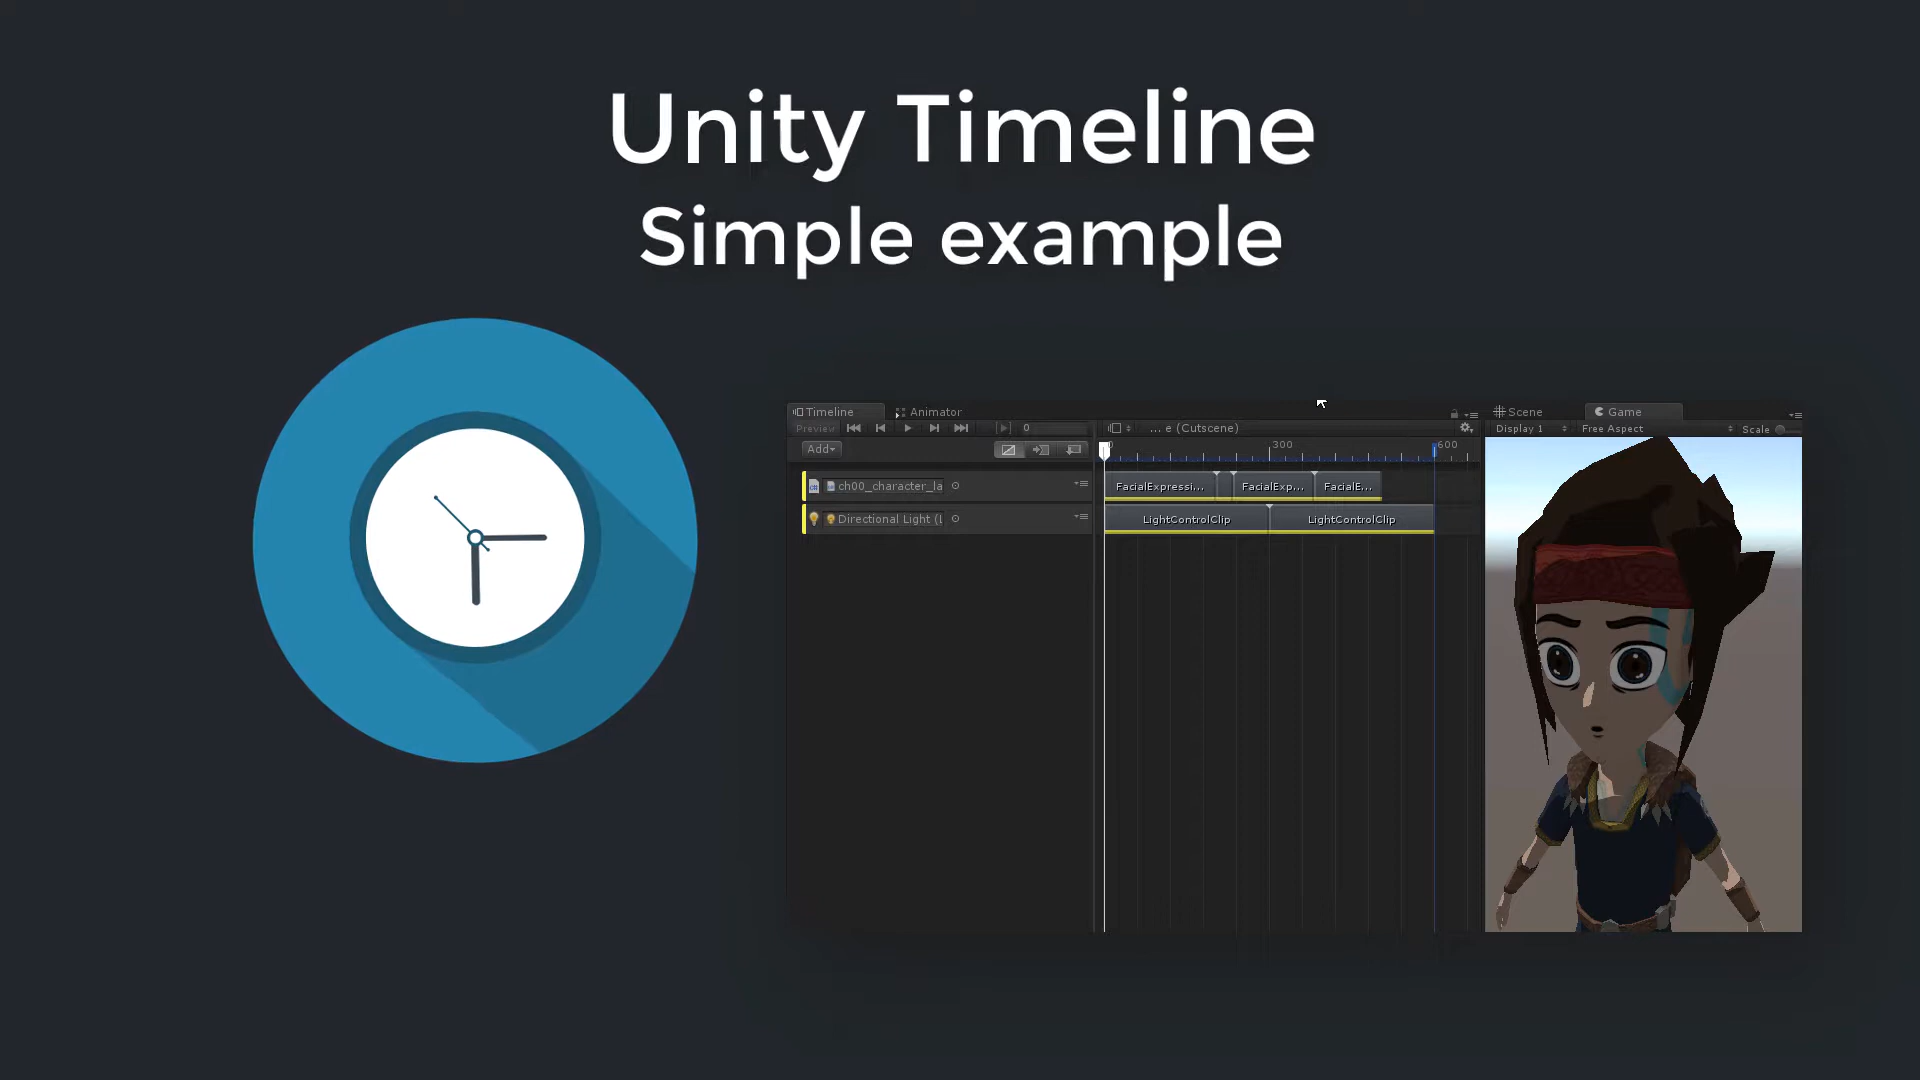 Unity Timeline
Simple example
Timeline
Animator
Scene
Game
Preview
0
... e (Cutscene)
Display 1
Free Aspect
Scale
Add
300
600
ch00_character_la
FacialExpressi...
FacialExp...
FacialE...
Directional Light (
LightControlClip
LightControlClip